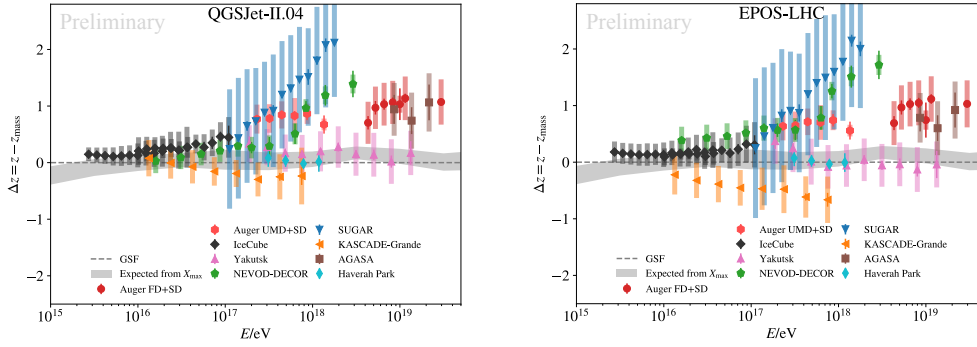 QGSJet-II.04
Preliminary
Δz = z − zmass
2
1
0
−1
−2
GSF
Expected from Xmax
Auger FD+SD
Auger UMD+SD
IceCube
Yakutsk
NEVOD-DECOR
SUGAR
KASCADE-Grande
AGASA
Haverah Park
10^15
10^16
10^17
10^18
10^19
E/eV
EPOS-LHC
Preliminary
Δz = z − zmass
2
1
0
−1
−2
GSF
Expected from Xmax
Auger FD+SD
Auger UMD+SD
IceCube
Yakutsk
NEVOD-DECOR
SUGAR
KASCADE-Grande
AGASA
Haverah Park
10^15
10^16
10^17
10^18
10^19
E/eV